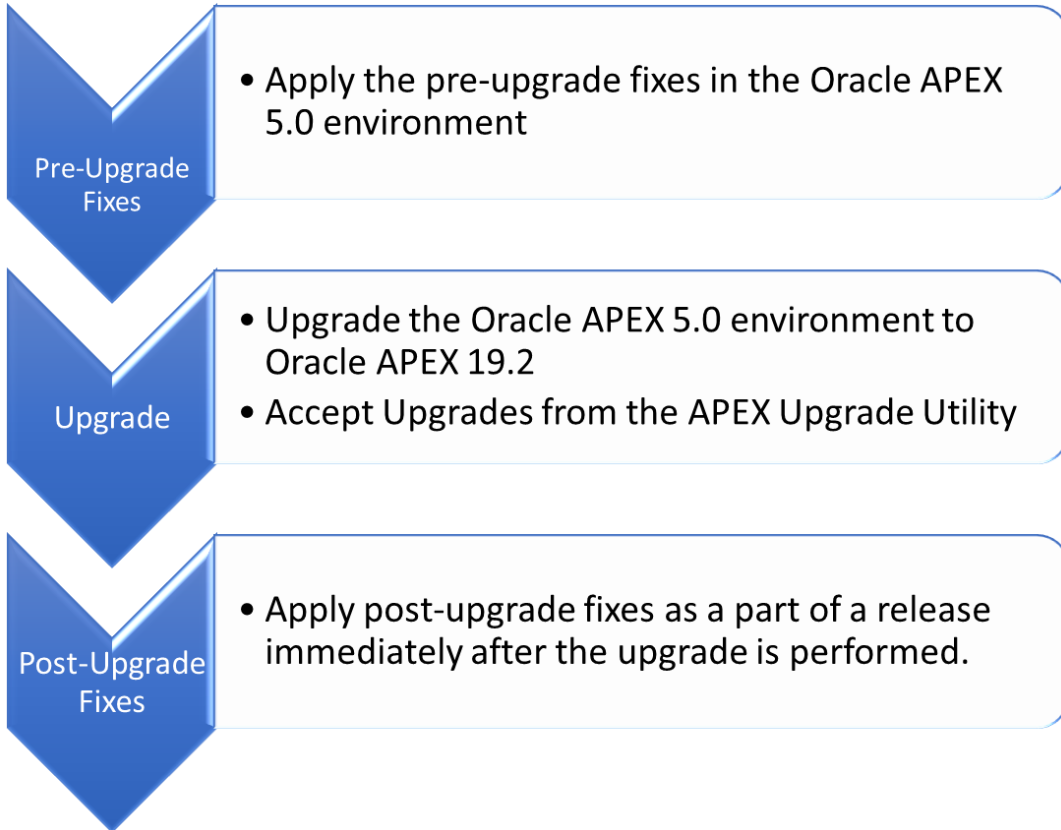 Pre-Upgrade
Fixes
• Apply the pre-upgrade fixes in the Oracle APEX
5.0 environment
Upgrade
• Upgrade the Oracle APEX 5.0 environment to
Oracle APEX 19.2
• Accept Upgrades from the APEX Upgrade Utility
Post-Upgrade
Fixes
• Apply post-upgrade fixes as a part of a release
immediately after the upgrade is performed.